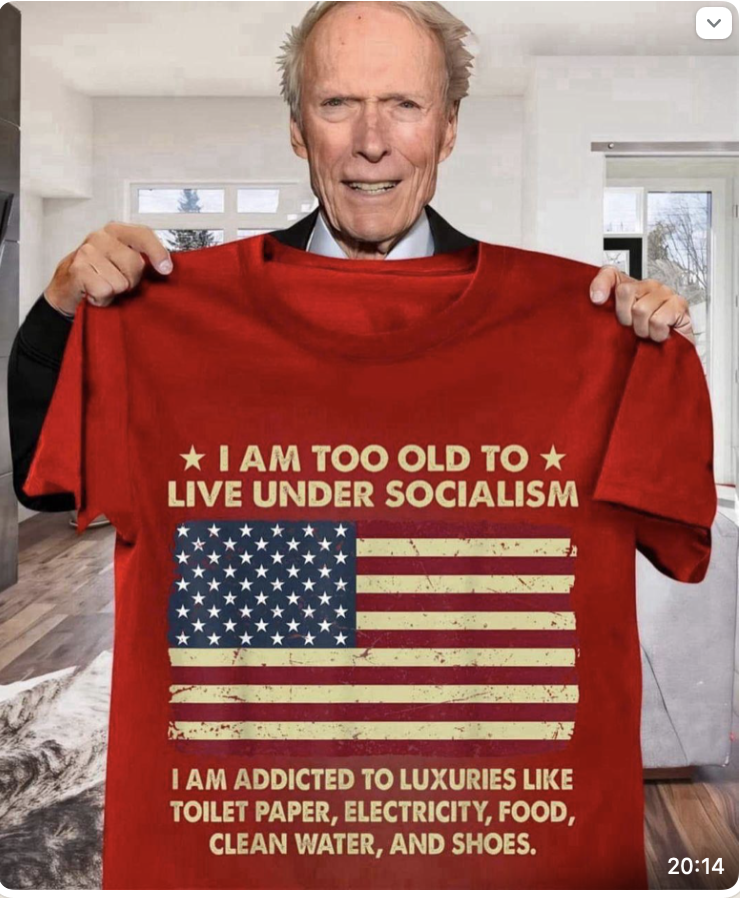 ★ I AM TOO OLD TO ★
LIVE UNDER SOCIALISM
I AM ADDICTED TO LUXURIES LIKE
TOILET PAPER, ELECTRICITY, FOOD,
CLEAN WATER, AND SHOES.
20:14